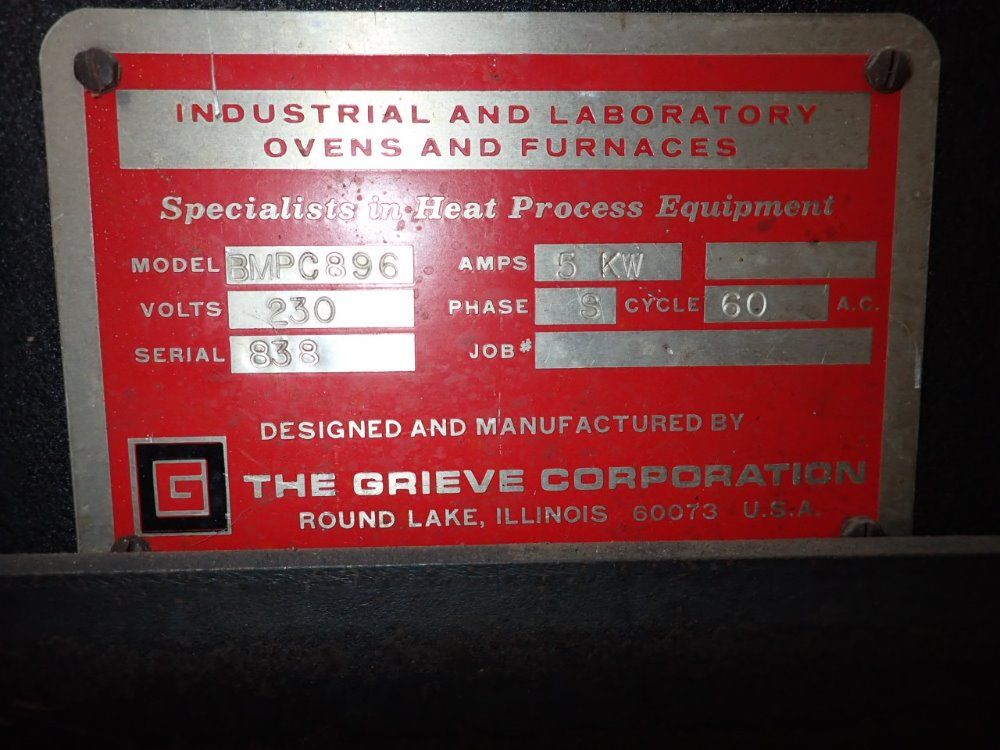 INDUSTRIAL AND LABORATORY
OVENS AND FURNACES
Specialists in Heat Process Equipment
MODEL BMPC896 AMPS 5 KW
VOLTS 230 PHASE S CYCLE 60 A.C.
SERIAL 838 JOB#
DESIGNED AND MANUFACTURED BY
G THE GRIEVE CORPORATION
ROUND LAKE, ILLINOIS 60073 U.S.A.